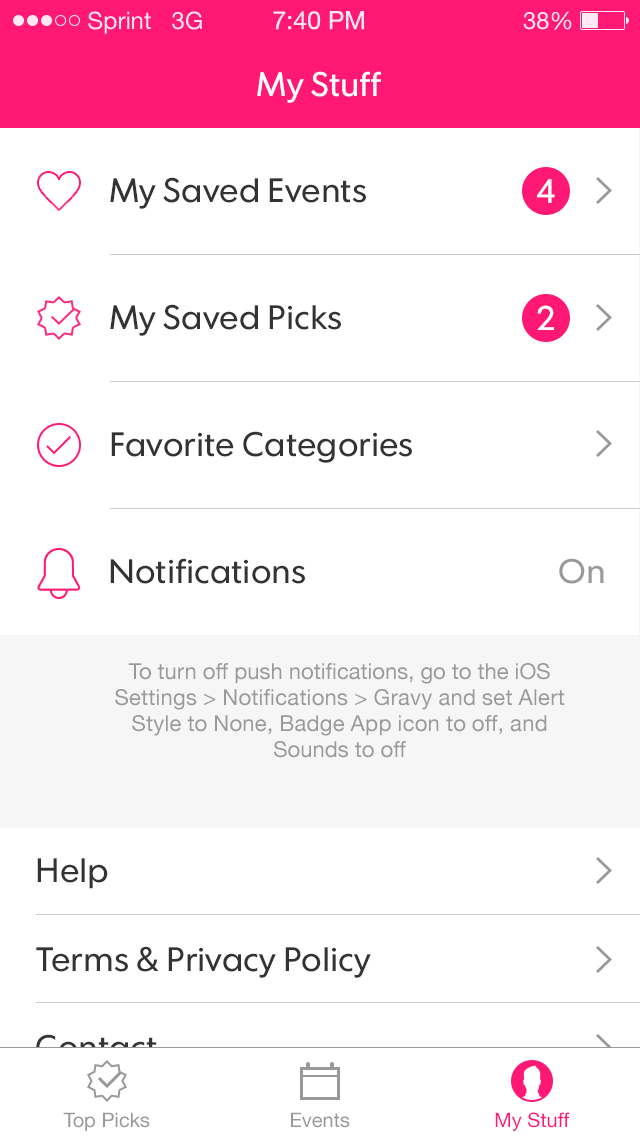 Sprint 3G 7:40 PM 38%
My Stuff
My Saved Events 4
My Saved Picks 2
Favorite Categories
Notifications On
To turn off push notifications, go to the iOS
Settings > Notifications > Gravy and set Alert
Style to None, Badge App icon to off, and
Sounds to off
Help
Terms & Privacy Policy
Contact
Top Picks Events My Stuff